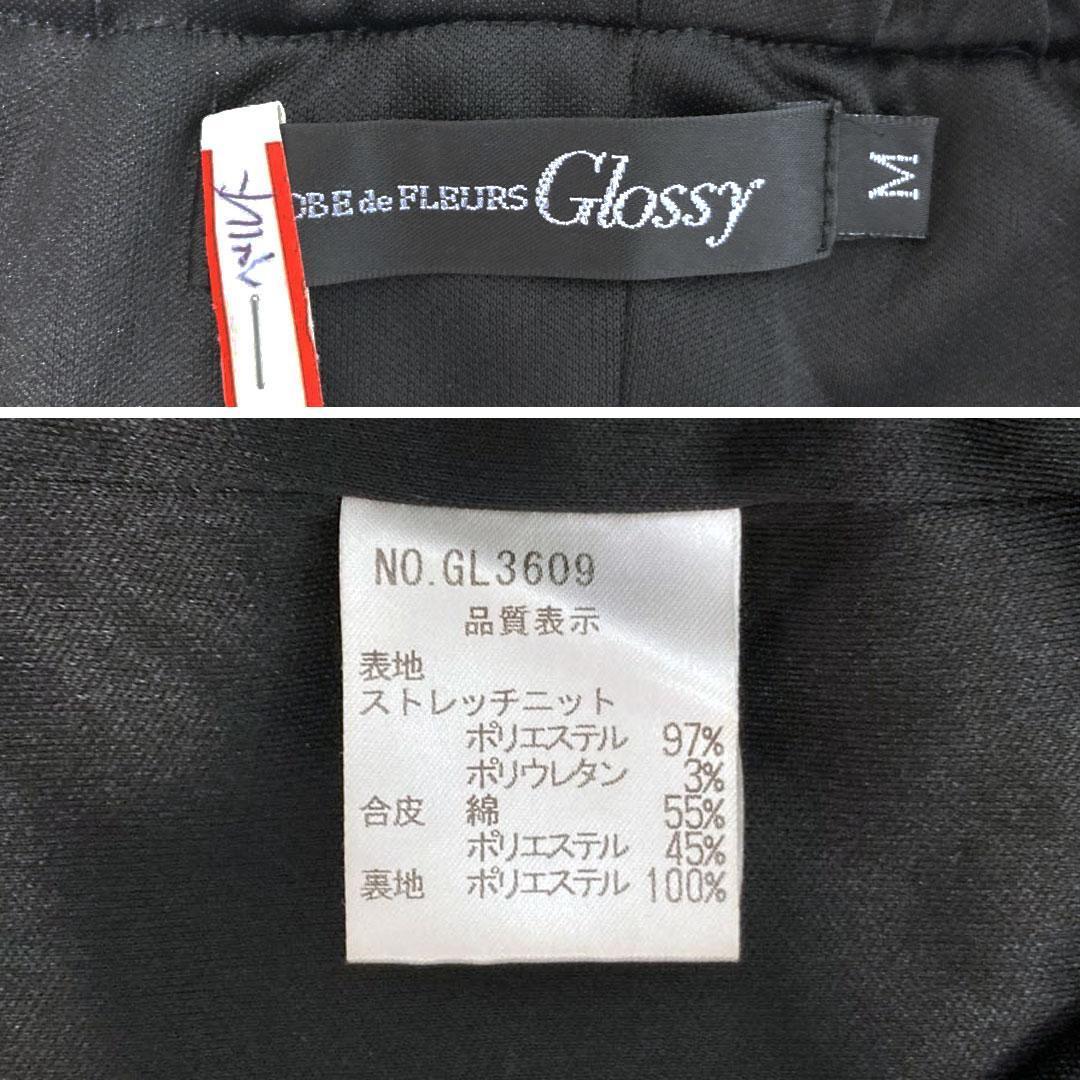 OBE de FLEURS Glossy
M
NO.GL3609
品質表示
表地
ストレッチニット
ポリエステル 97%
ポリウレタン 3%
合皮 綿 55%
ポリエステル 45%
裏地 ポリエステル 100%